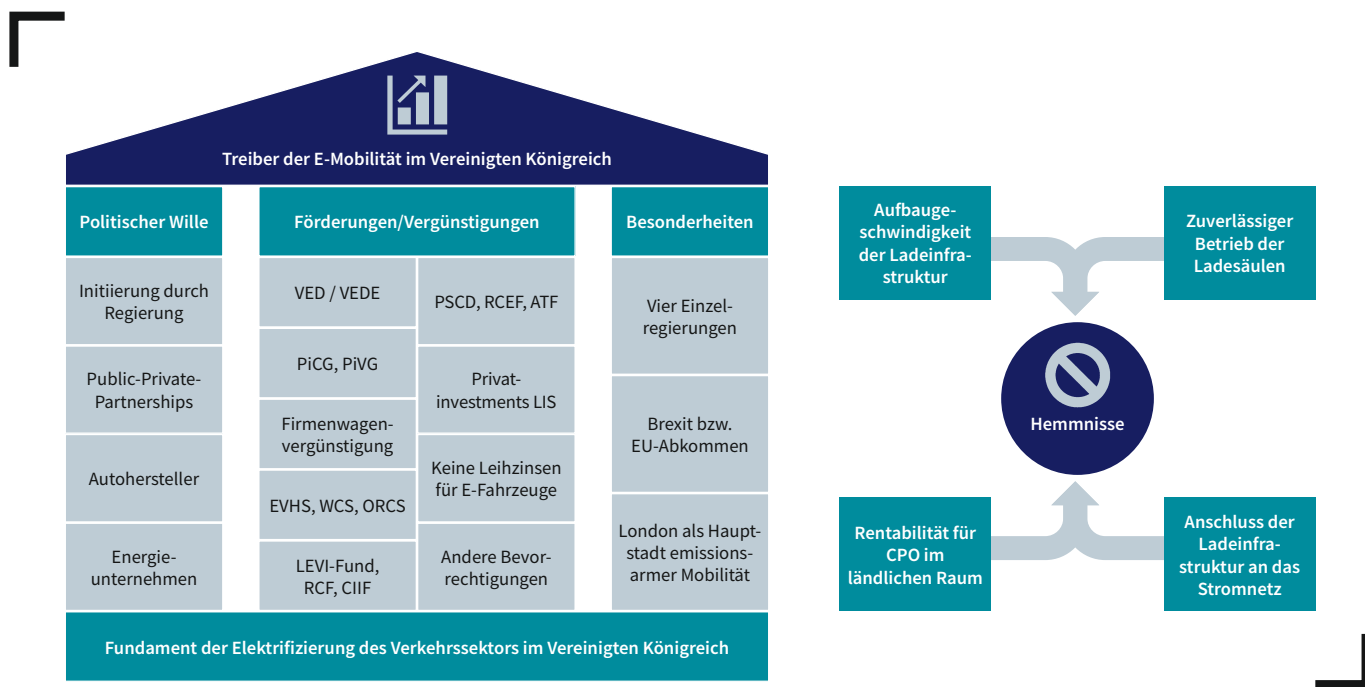 Treiber der E-Mobilität im Vereinigten Königreich
Politischer Wille
Initiierung durch
Regierung
Public-Private-
Partnerships
Autohersteller
Energie-
unternehmen
Förderungen/Vergünstigungen
VED / VEDE
PiCG, PiVG
Firmenwagen-
vergünstigung
EVHS, WCS, ORCS
LEVI-Fund,
RCF, CIIF
PSCD, RCEF, ATF
Privat-
investments LIS
Keine Leihzinsen
für E-Fahrzeuge
Andere Bevor-
rechtigungen
Besonderheiten
Vier Einzel-
regierungen
Brexit bzw.
EU-Abkommen
London als Haupt-
stadt emissions-
armer Mobilität
Fundament der Elektrifizierung des Verkehrssektors im Vereinigten Königreich
Aufbauge-
schwindigkeit
der Ladeinfra-
struktur
Zuverlässiger
Betrieb der
Ladesäulen
Hemmnisse
Rentabilität für
CPO im
ländlichen Raum
Anschluss der
Ladeinfra-
struktur an das
Stromnetz